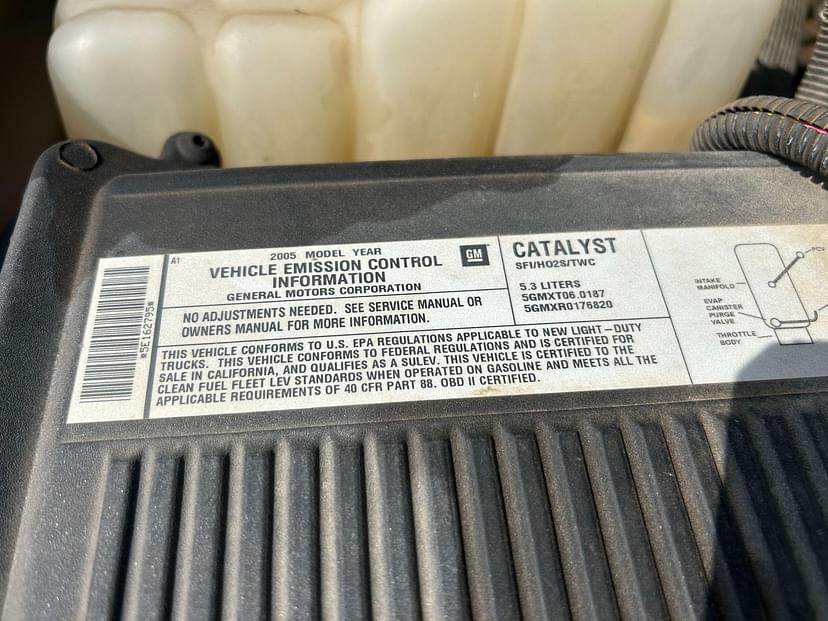 *5E162795*
A1
2005 MODEL YEAR
VEHICLE EMISSION CONTROL
INFORMATION
GENERAL MOTORS CORPORATION
GM
NO ADJUSTMENTS NEEDED. SEE SERVICE MANUAL OR
OWNERS MANUAL FOR MORE INFORMATION.
THIS VEHICLE CONFORMS TO U.S. EPA REGULATIONS APPLICABLE TO NEW LIGHT-DUTY
TRUCKS. THIS VEHICLE CONFORMS TO FEDERAL REGULATIONS AND IS CERTIFIED FOR
SALE IN CALIFORNIA, AND QUALIFIES AS A SULEV. THIS VEHICLE IS CERTIFIED TO THE
CLEAN FUEL FLEET LEV STANDARDS WHEN OPERATED ON GASOLINE AND MEETS ALL THE
APPLICABLE REQUIREMENTS OF 40 CFR PART 88. OBD II CERTIFIED.
CATALYST
SFI/HO2S/TWC
5.3 LITERS
5GMXT06.0187
5GMXR0176820
PCV
INTAKE
MANIFOLD
EVAP
CANISTER
PURGE
VALVE
THROTTLE
BODY